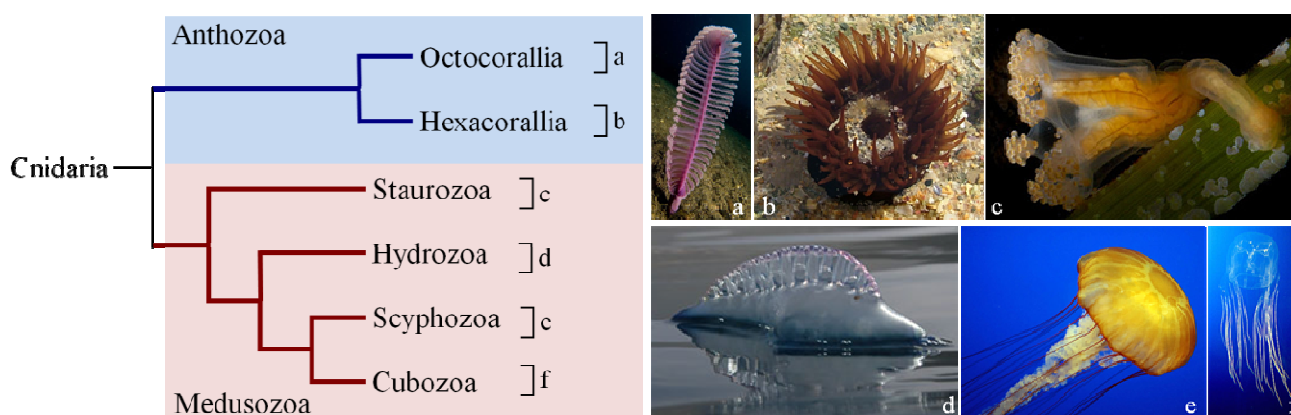 Anthozoa
Octocorallia a
Hexacorallia b
Cnidaria
Staurozoa c
Hydrozoa d
Scyphozoa e
Cubozoa f
Medusozoa
a
b
c
d
e